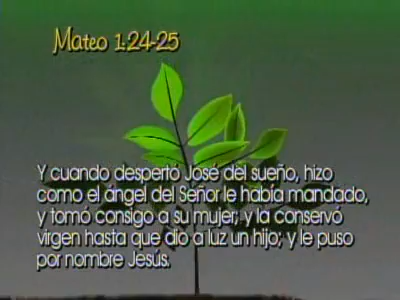 Mateo 1:24-25
Y cuando despertó José del sueño, hizo
como el ángel del Señor le había mandado,
y tomó consigo a su mujer; y la conservó
virgen hasta que dio a luz un hijo; y le puso
por nombre Jesús.